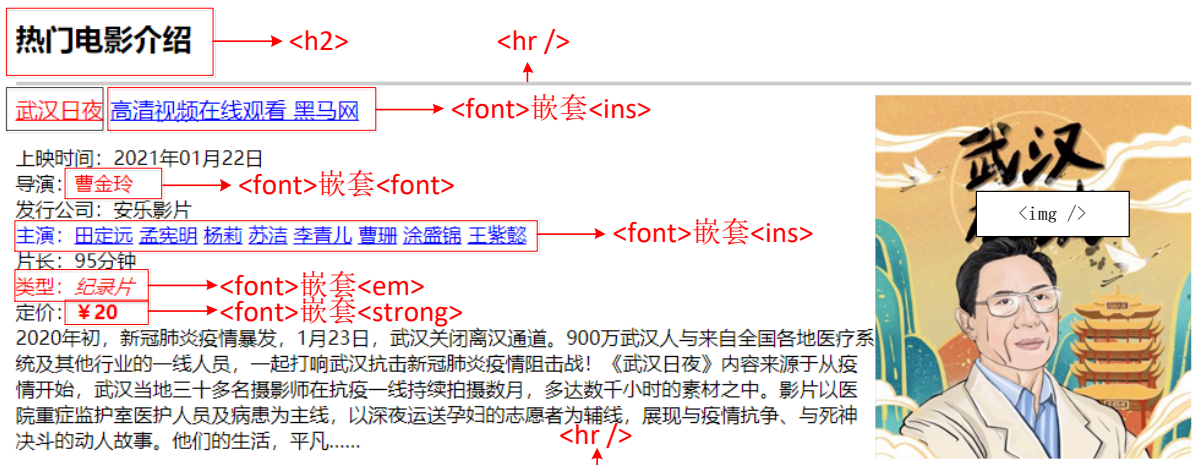 热门电影介绍 <h2> <hr />
武汉日夜 高清视频在线观看 黑马网 <font>嵌套<ins>
上映时间：2021年01月22日
导演：曹金玲 <font>嵌套<font>
发行公司：安乐影片
主演：田定远 孟宪明 杨莉 苏洁 李青儿 曹珊 涂盛锦 王紫懿 <font>嵌套<ins>
片长：95分钟
类型：纪录片 <font>嵌套<em>
定价：￥20 <font>嵌套<strong>
2020年初，新冠肺炎疫情暴发，1月23日，武汉关闭离汉通道。900万武汉人与来自全国各地医疗系
统及其他行业的一线人员，一起打响武汉抗击新冠肺炎疫情阻击战！《武汉日夜》内容来源于从疫
情开始，武汉当地三十多名摄影师在抗疫一线持续拍摄数月，多达数千小时的素材之中。影片以医
院重症监护室医护人员及病患为主线，以深夜运送孕妇的志愿者为辅线，展现与疫情抗争、与死神
决斗的动人故事。他们的生活，平凡......
<hr />
武汉
<img />